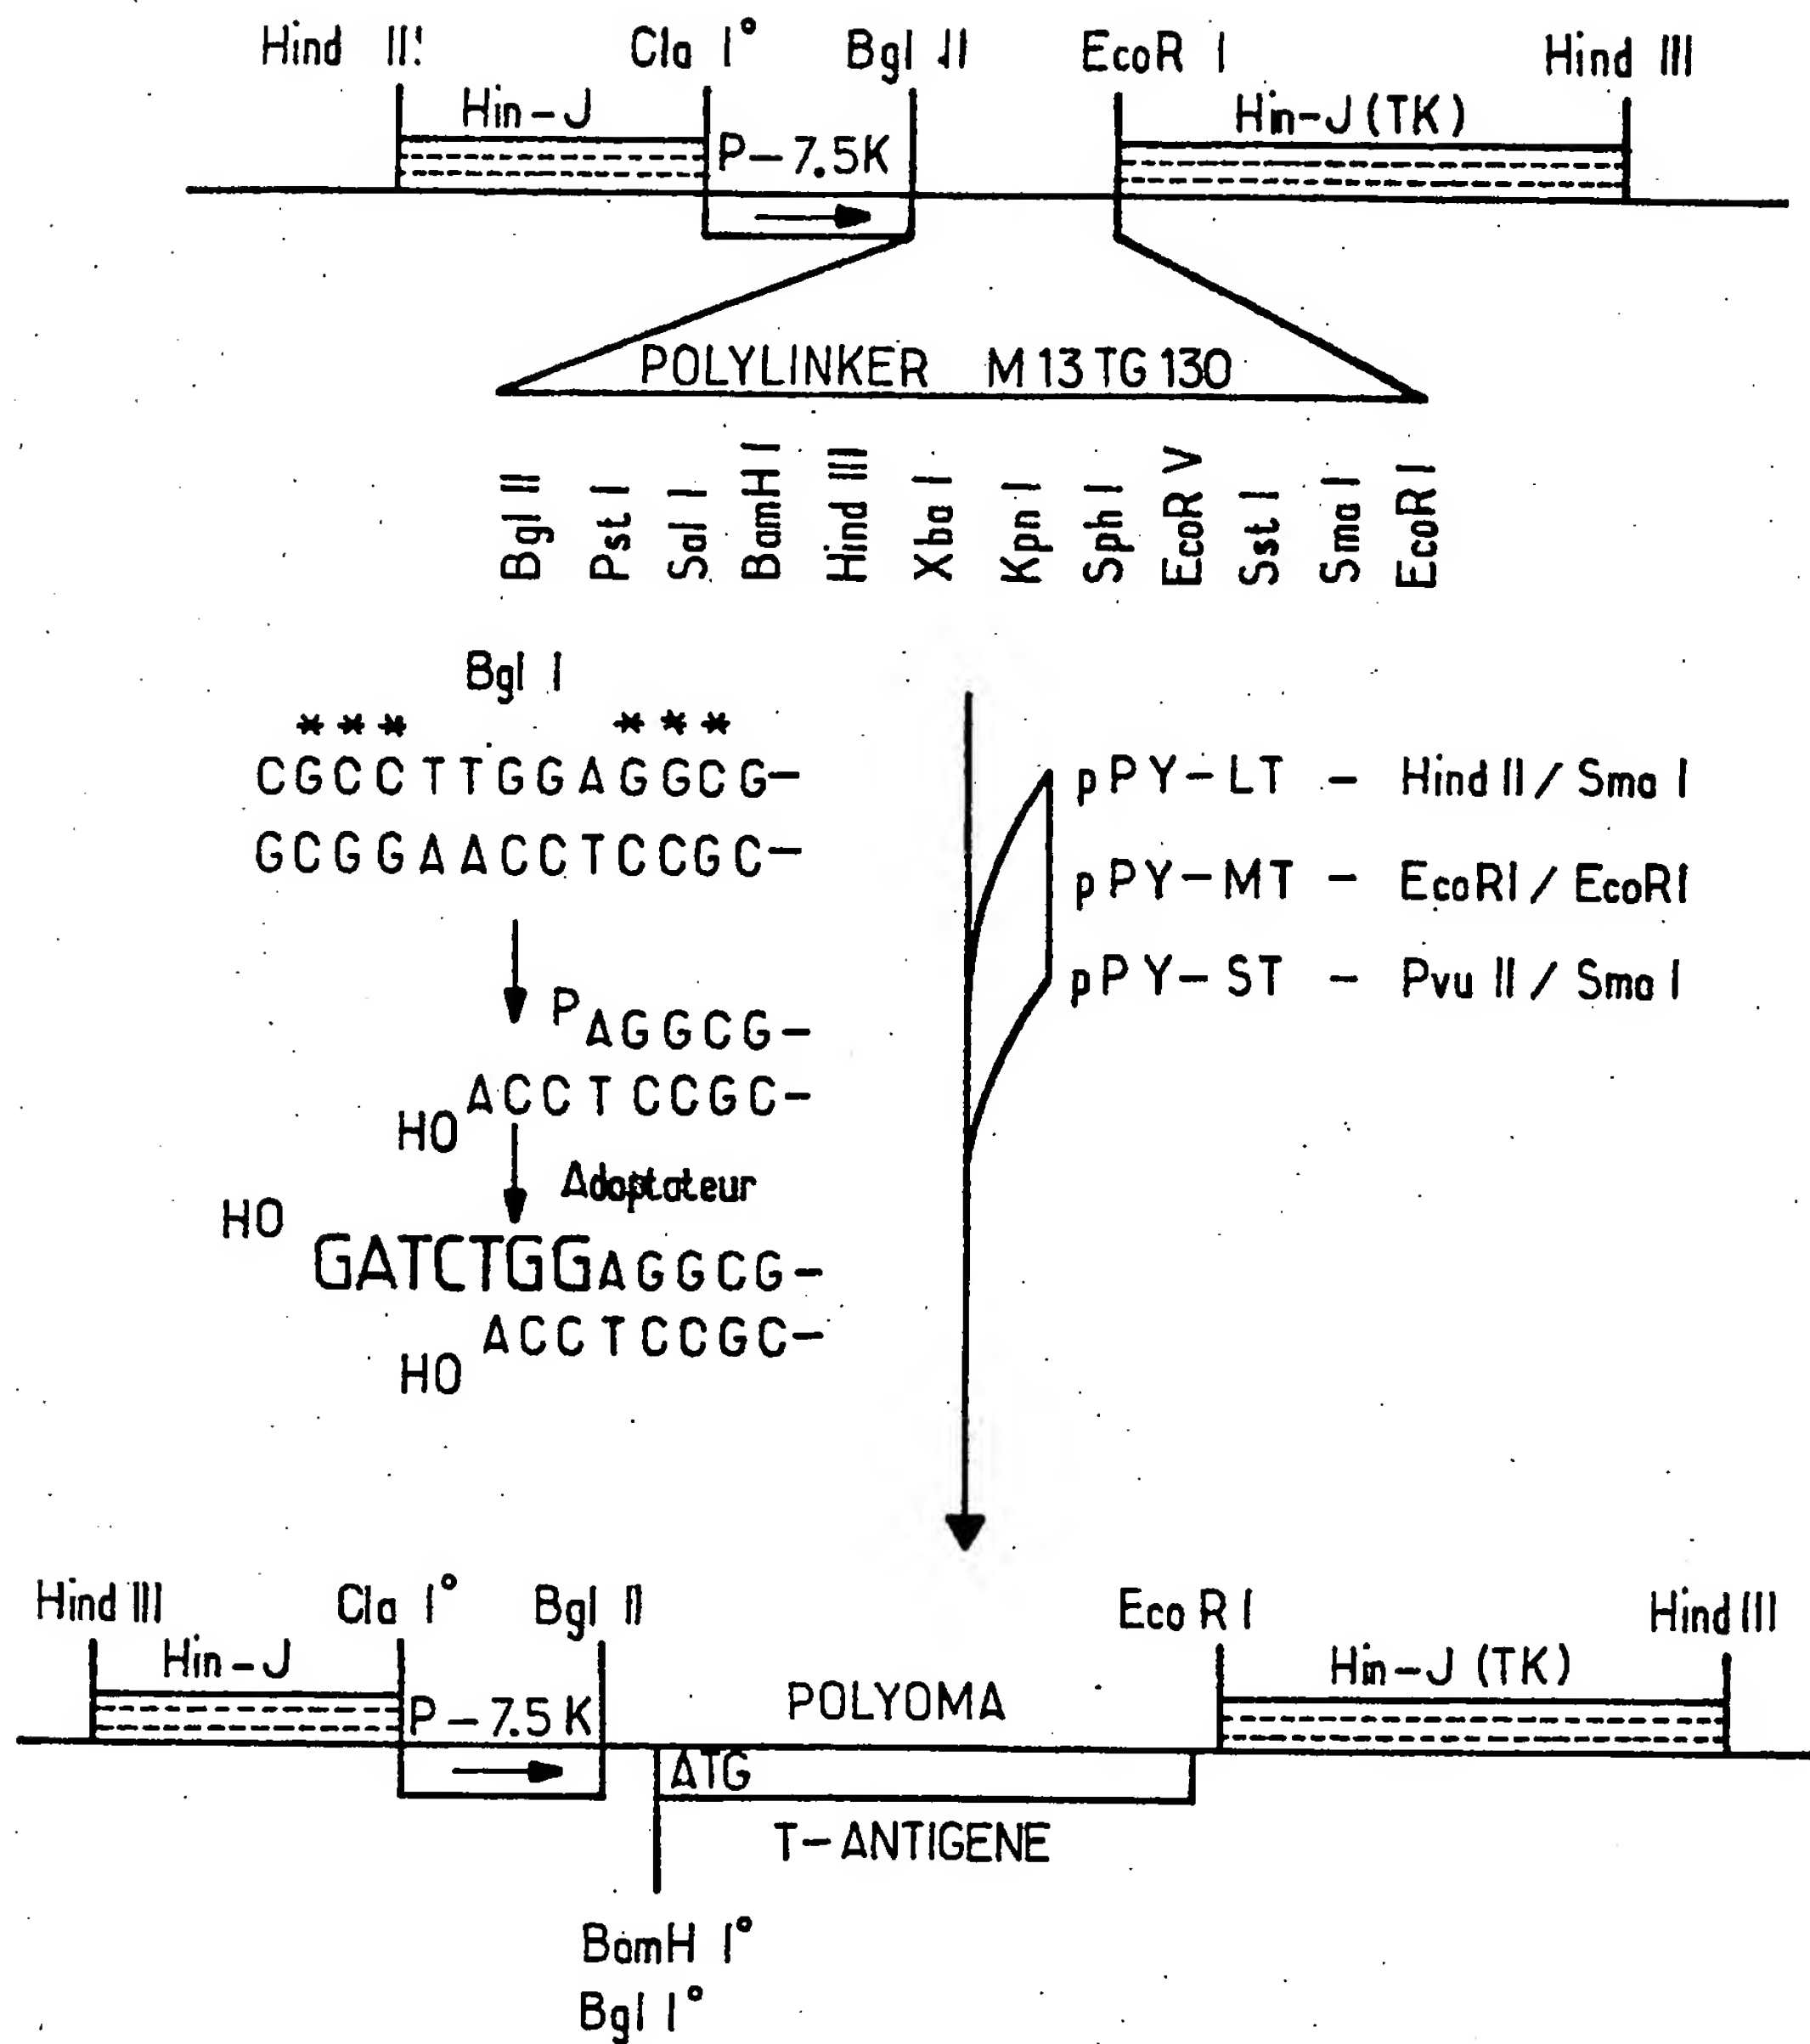 Hind III Cla I° Bgl II EcoR I Hind III
Hin-J P-7.5K Hin-J (TK)
POLYLINKER M13TG130
Bgl II Pst I Sal I BamH I Hind III Xba I Kpn I Sph I EcoR V Sst I Sma I EcoR I
Bgl I
*** ***
CGCCTTGGAGGCG-
GCGGAACCTCCGC-
pPY-LT - Hind II / Sma I
pPY-MT - EcoRI / EcoRI
pPY-ST - Pvu II / Sma I
P AGGCG-
HO ACCTCCGC-
Adaptateur
HO GATCTGGAGGCG-
HO ACCTCCGC-
Hind III Cla I° Bgl II Eco R I Hind III
Hin-J P-7.5K POLYOMA Hin-J (TK)
ATG
T-ANTIGENE
BamH I°
Bgl I°